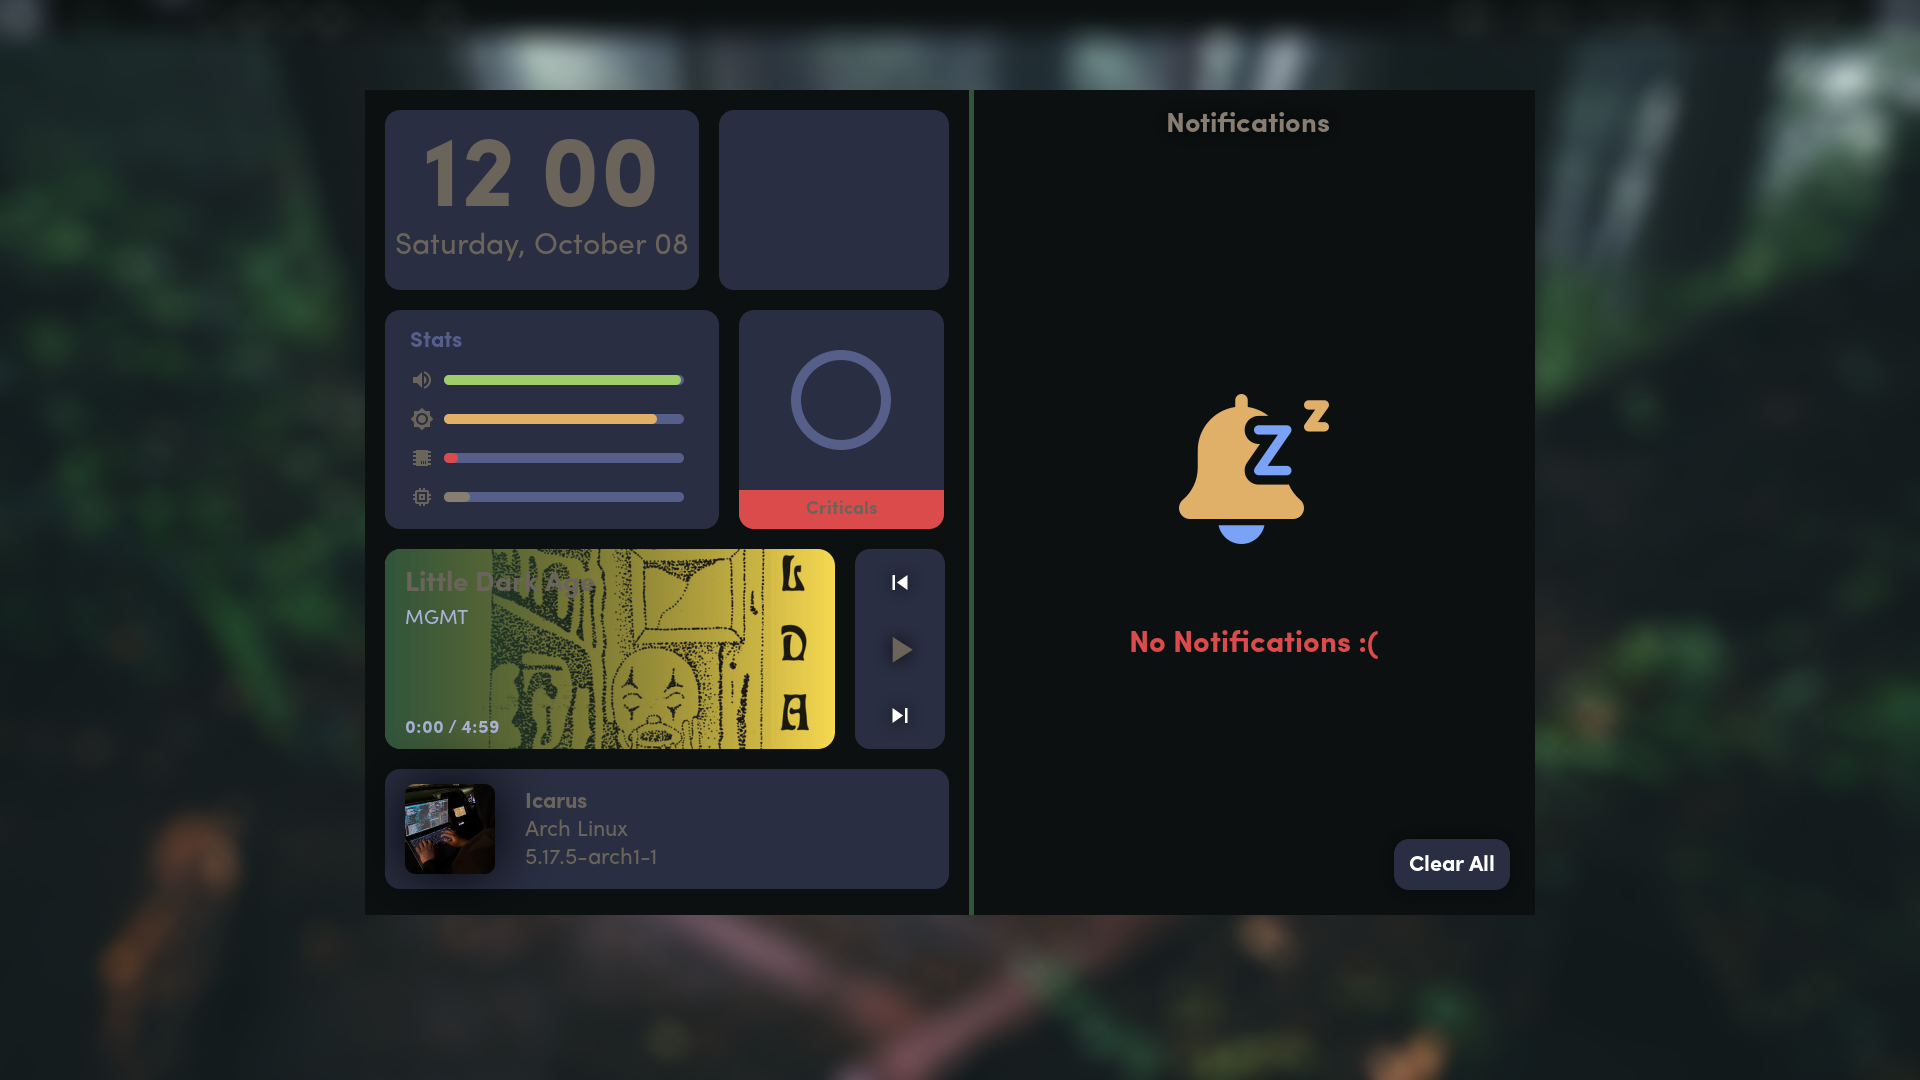 12 00
Saturday, October 08
Stats
Criticals
Little Dark Age
MGMT
0:00 / 4:59
L
D
A
Icarus
Arch Linux
5.17.5-arch1-1
Notifications
Z
z
No Notifications :(
Clear All